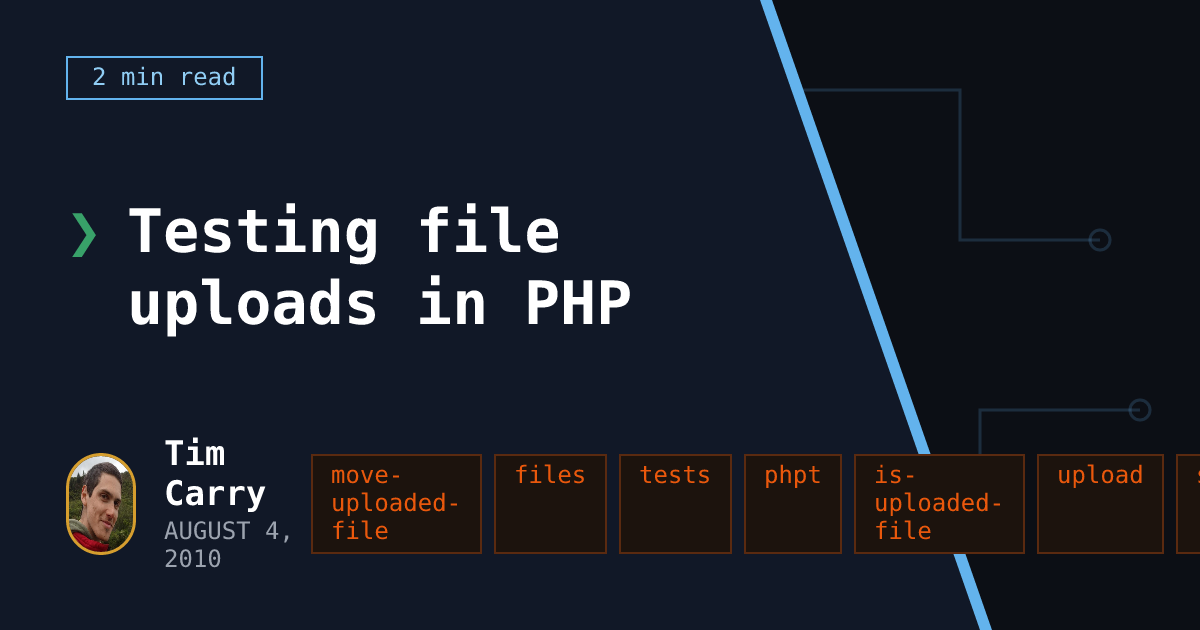 2 min read
❯ Testing file
uploads in PHP
Tim
Carry
AUGUST 4,
2010
move-
uploaded-
file
files
tests
phpt
is-
uploaded-
file
upload